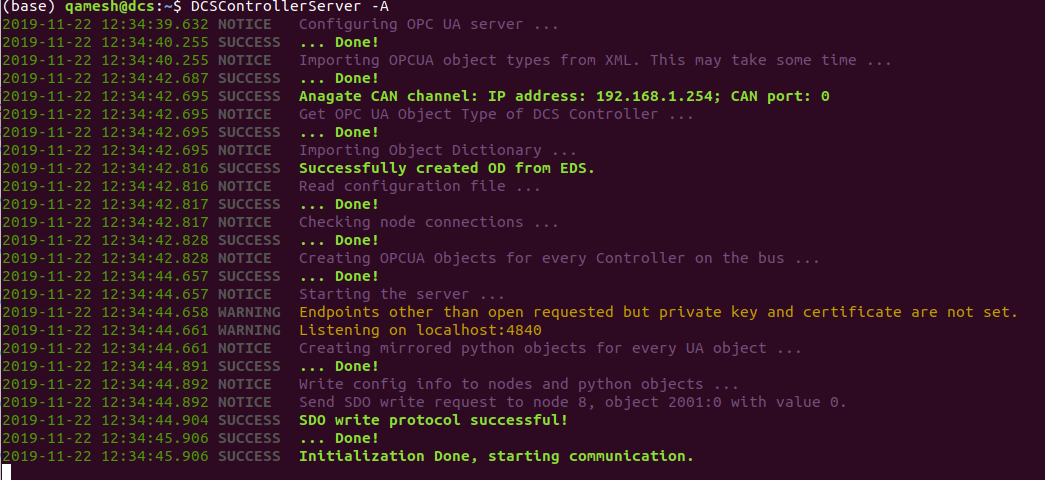 (base) qamesh@dcs:~$ DCSControllerServer -A
2019-11-22 12:34:39.632 NOTICE Configuring OPC UA server ...
2019-11-22 12:34:40.255 SUCCESS ... Done!
2019-11-22 12:34:40.255 NOTICE Importing OPCUA object types from XML. This may take some time ...
2019-11-22 12:34:42.687 SUCCESS ... Done!
2019-11-22 12:34:42.695 SUCCESS Anagate CAN channel: IP address: 192.168.1.254; CAN port: 0
2019-11-22 12:34:42.695 NOTICE Get OPC UA Object Type of DCS Controller ...
2019-11-22 12:34:42.695 SUCCESS ... Done!
2019-11-22 12:34:42.695 NOTICE Importing Object Dictionary ...
2019-11-22 12:34:42.816 SUCCESS Successfully created OD from EDS.
2019-11-22 12:34:42.816 NOTICE Read configuration file ...
2019-11-22 12:34:42.817 SUCCESS ... Done!
2019-11-22 12:34:42.817 NOTICE Checking node connections ...
2019-11-22 12:34:42.828 SUCCESS ... Done!
2019-11-22 12:34:42.828 NOTICE Creating OPCUA Objects for every Controller on the bus ...
2019-11-22 12:34:44.657 SUCCESS ... Done!
2019-11-22 12:34:44.657 NOTICE Starting the server ...
2019-11-22 12:34:44.658 WARNING Endpoints other than open requested but private key and certificate are not set.
2019-11-22 12:34:44.661 WARNING Listening on localhost:4840
2019-11-22 12:34:44.661 NOTICE Creating mirrored python objects for every UA object ...
2019-11-22 12:34:44.891 SUCCESS ... Done!
2019-11-22 12:34:44.892 NOTICE Write config info to nodes and python objects ...
2019-11-22 12:34:44.892 NOTICE Send SDO write request to node 8, object 2001:0 with value 0.
2019-11-22 12:34:44.904 SUCCESS SDO write protocol successful!
2019-11-22 12:34:45.906 SUCCESS ... Done!
2019-11-22 12:34:45.906 SUCCESS Initialization Done, starting communication.